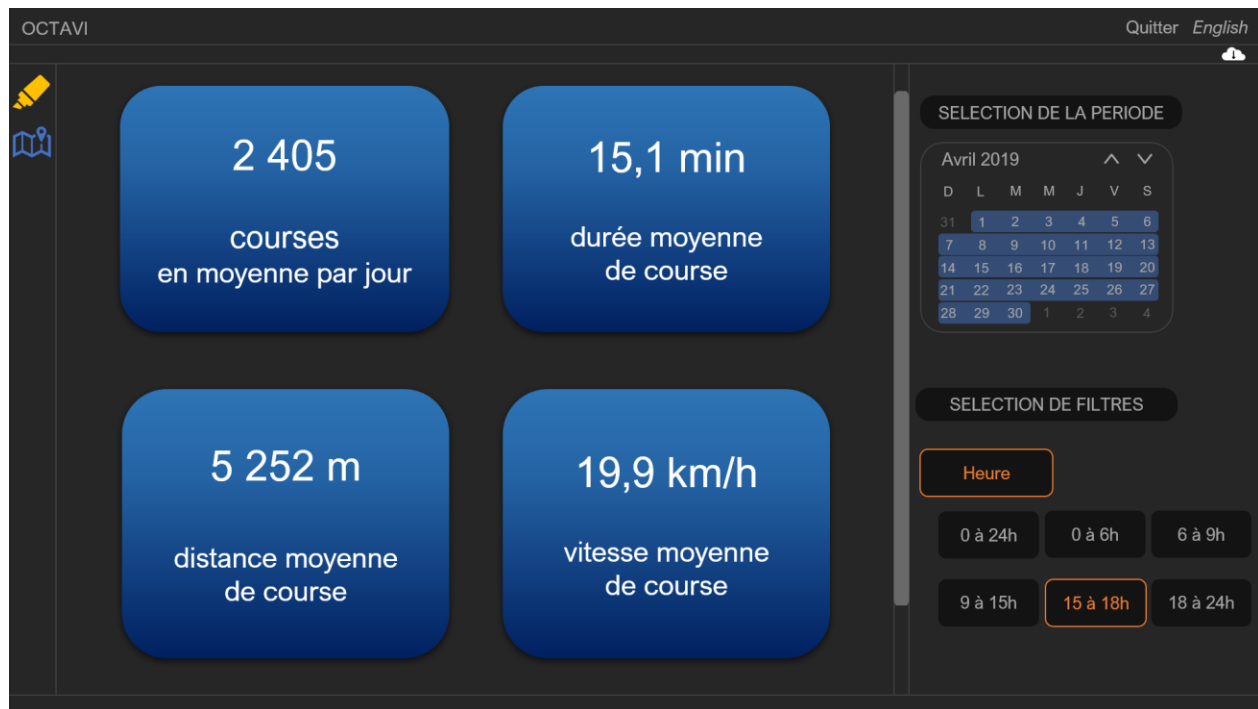 OCTAVI
Quitter English
2 405
courses
en moyenne par jour
15,1 min
durée moyenne
de course
5 252 m
distance moyenne
de course
19,9 km/h
vitesse moyenne
de course
SELECTION DE LA PERIODE
Avril 2019
D L M M J V S
31 1 2 3 4 5 6
7 8 9 10 11 12 13
14 15 16 17 18 19 20
21 22 23 24 25 26 27
28 29 30 1 2 3 4
SELECTION DE FILTRES
Heure
0 à 24h 0 à 6h 6 à 9h
9 à 15h 15 à 18h 18 à 24h